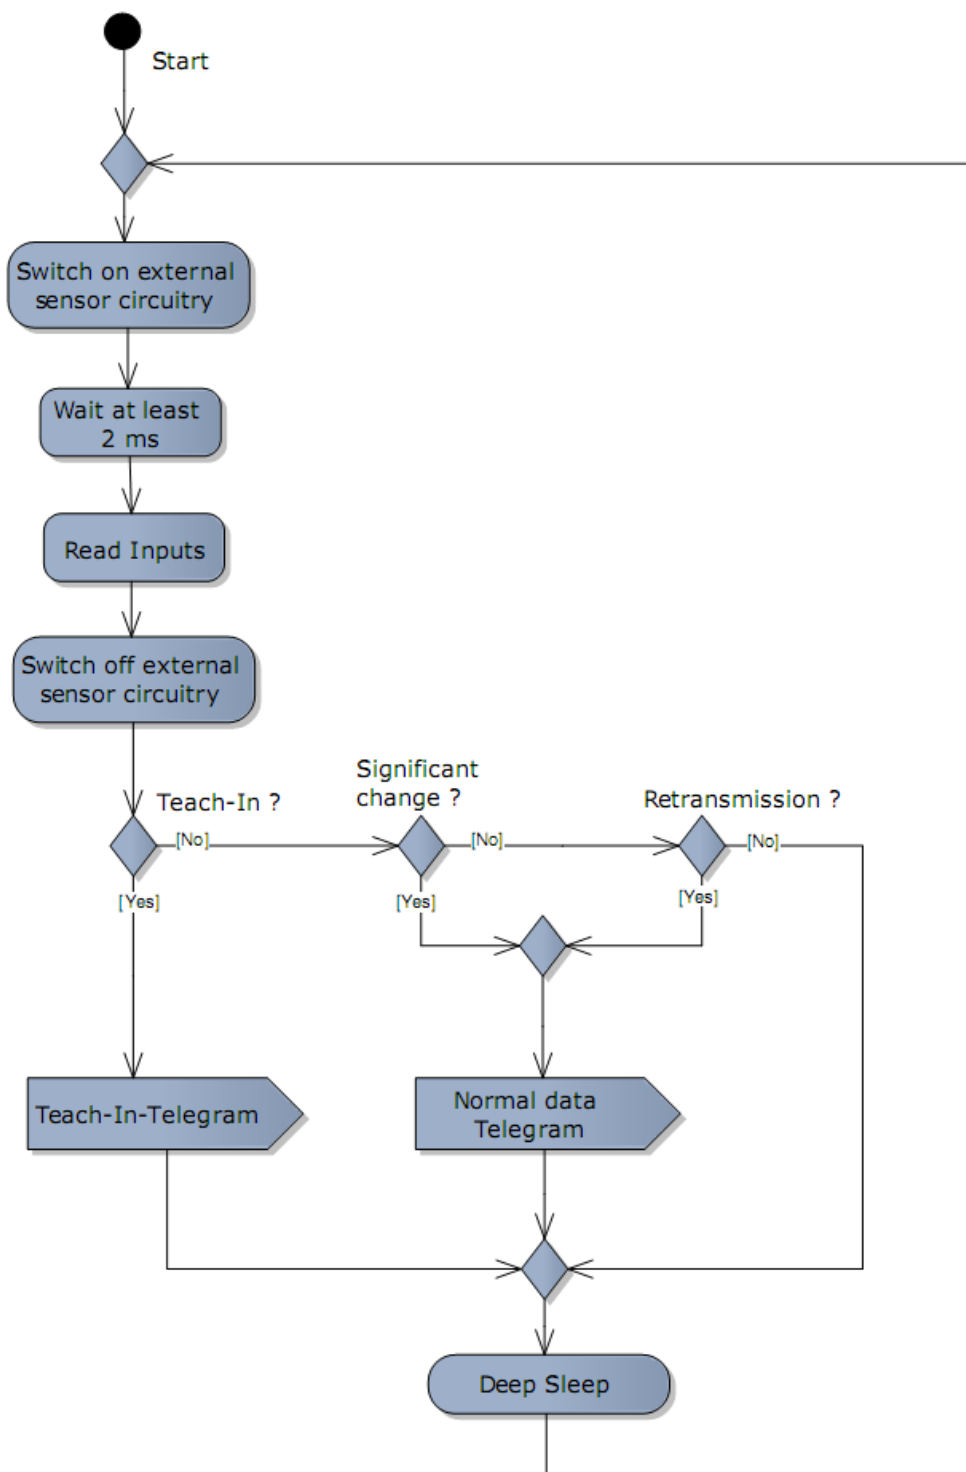 Start
Switch on external
sensor circuitry
Wait at least
2 ms
Read Inputs
Switch off external
sensor circuitry
Teach-In ?
Significant
change ?
Retransmission ?
[No]
[No]
[No]
[Yes]
[Yes]
[Yes]
Teach-In-Telegram
Normal data
Telegram
Deep Sleep